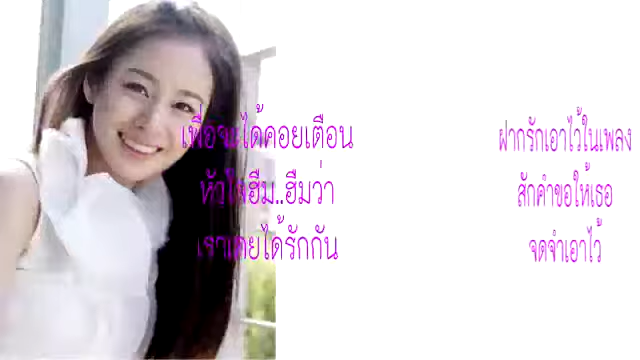 เพื่อจะได้คอยเตือน
หัวใจฮืม..ฮืมว่า
เราเคยได้รักกัน
ฝากรักเอาไว้ในเพลง
สักคำขอให้เธอ
จดจำเอาไว้